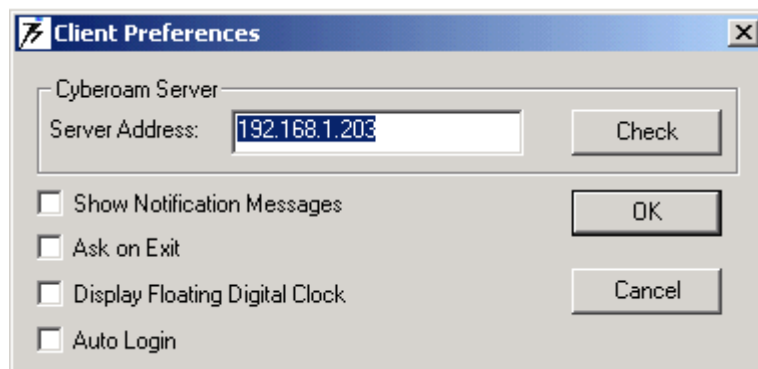 Client Preferences
Cyberoam Server
Server Address: 192.168.1.203 Check
Show Notification Messages
OK
Ask on Exit
Display Floating Digital Clock
Cancel
Auto Login